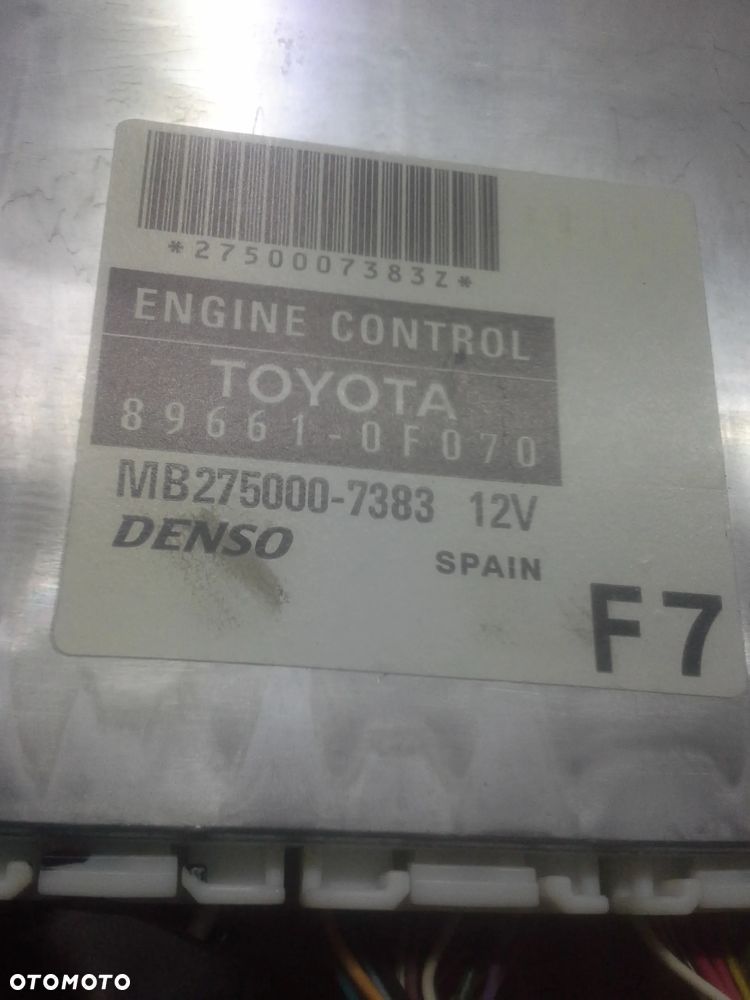 *2750007383Z*
ENGINE CONTROL
TOYOTA
89661-0F070
MB275000-7383 12V
DENSO SPAIN
F7
OTOMOTO